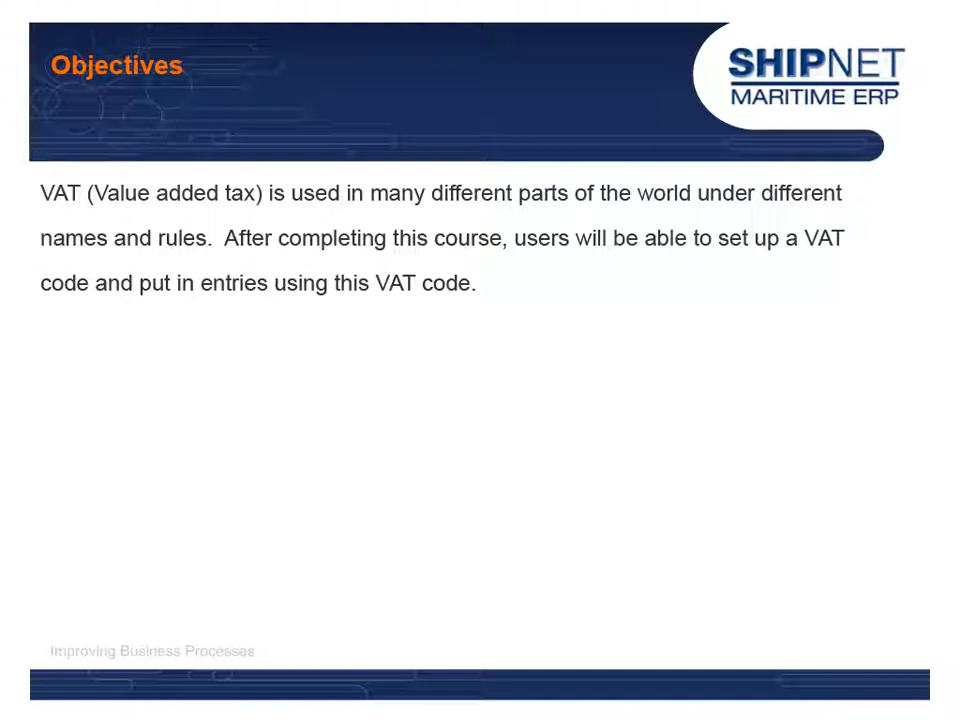 Objectives
SHIPNET
MARITIME ERP
VAT (Value added tax) is used in many different parts of the world under different
names and rules.  After completing this course, users will be able to set up a VAT
code and put in entries using this VAT code.
Improving Business Processes